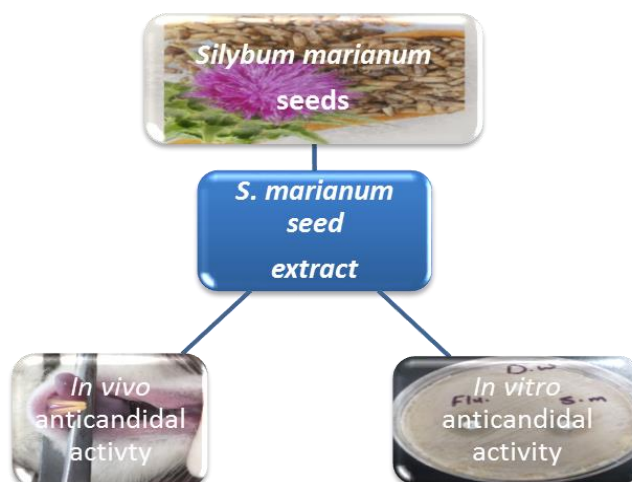 Silybum marianum
seeds
S. marianum
seed
extract
In vivo
anticandidal
activty
In vitro
anticandidal
activity
D.W
Flu.
S.m